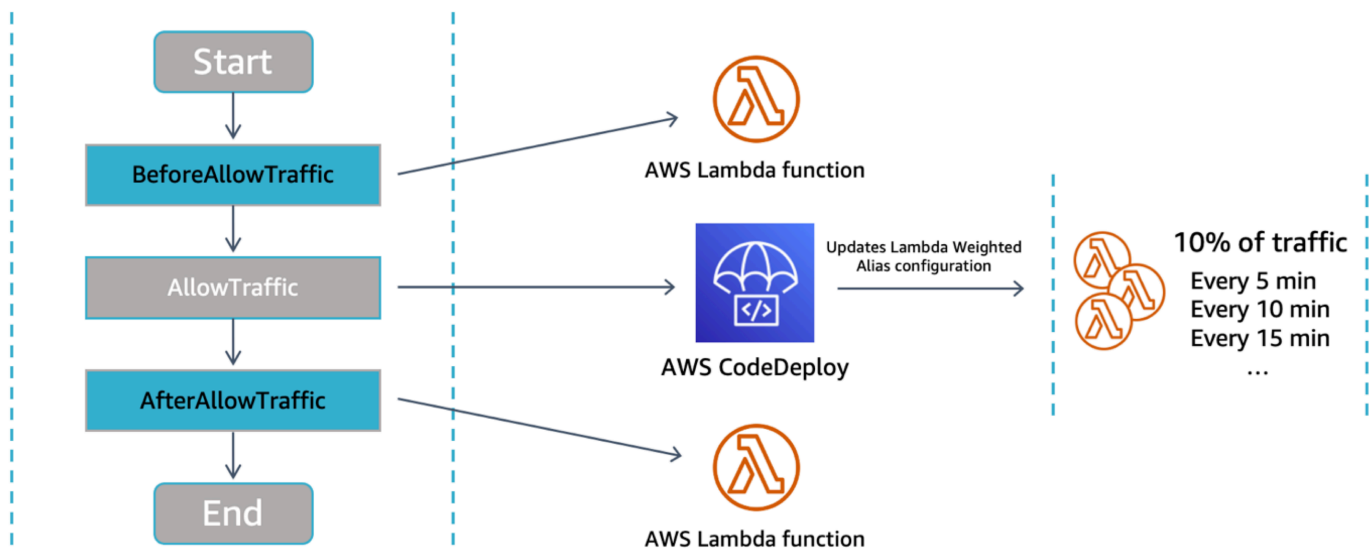 Start
BeforeAllowTraffic
AllowTraffic
AfterAllowTraffic
End
AWS Lambda function
</>
AWS CodeDeploy
AWS Lambda function
Updates Lambda Weighted
Alias configuration
10% of traffic
Every 5 min
Every 10 min
Every 15 min
...